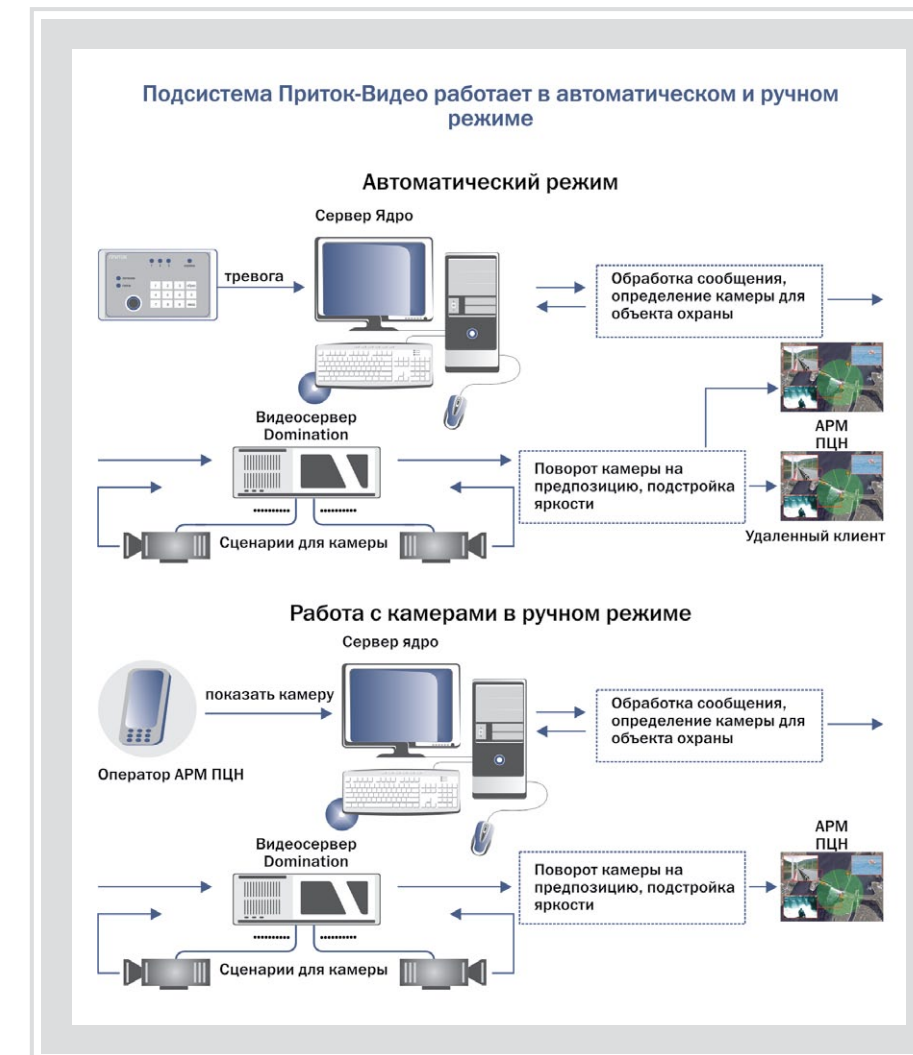 Подсистема Приток-Видео работает в автоматическом и ручном
режиме
Автоматический режим
Сервер Ядро
тревога
Обработка сообщения,
определение камеры для
объекта охраны
Видеосервер
Domination
АРМ
ПЦН
Поворот камеры на
предпозицию, подстройка
яркости
Сценарии для камеры
Удаленный клиент
Работа с камерами в ручном режиме
Сервер ядро
показать камеру
Обработка сообщения,
определение камеры для
объекта охраны
Оператор АРМ ПЦН
Видеосервер
Domination
АРМ
ПЦН
Поворот камеры на
предпозицию, подстройка
яркости
Сценарии для камеры